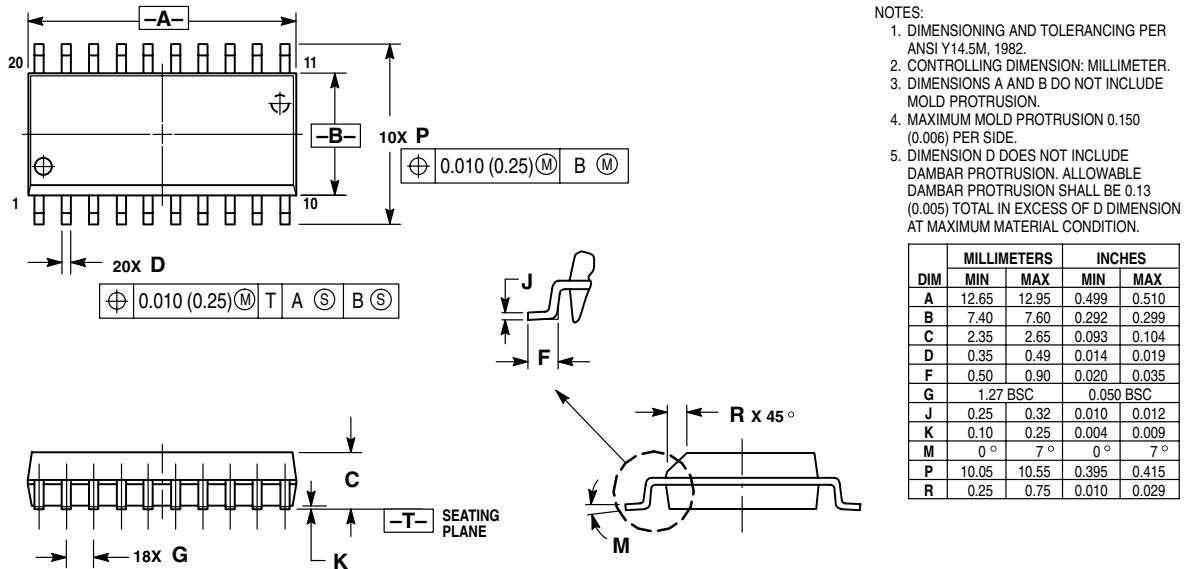 –A–
20
11
–B–
10X P
⌖ 0.010 (0.25) Ⓜ B Ⓜ
1
10
20X D
⌖ 0.010 (0.25) Ⓜ T A Ⓢ B Ⓢ
J
F
R X 45°
C
–T– SEATING
PLANE
18X G
K
M
NOTES:
1. DIMENSIONING AND TOLERANCING PER
ANSI Y14.5M, 1982.
2. CONTROLLING DIMENSION: MILLIMETER.
3. DIMENSIONS A AND B DO NOT INCLUDE
MOLD PROTRUSION.
4. MAXIMUM MOLD PROTRUSION 0.150
(0.006) PER SIDE.
5. DIMENSION D DOES NOT INCLUDE
DAMBAR PROTRUSION. ALLOWABLE
DAMBAR PROTRUSION SHALL BE 0.13
(0.005) TOTAL IN EXCESS OF D DIMENSION
AT MAXIMUM MATERIAL CONDITION.
MILLIMETERS INCHES
DIM MIN MAX MIN MAX
A 12.65 12.95 0.499 0.510
B 7.40 7.60 0.292 0.299
C 2.35 2.65 0.093 0.104
D 0.35 0.49 0.014 0.019
F 0.50 0.90 0.020 0.035
G 1.27 BSC 0.050 BSC
J 0.25 0.32 0.010 0.012
K 0.10 0.25 0.004 0.009
M 0° 7° 0° 7°
P 10.05 10.55 0.395 0.415
R 0.25 0.75 0.010 0.029